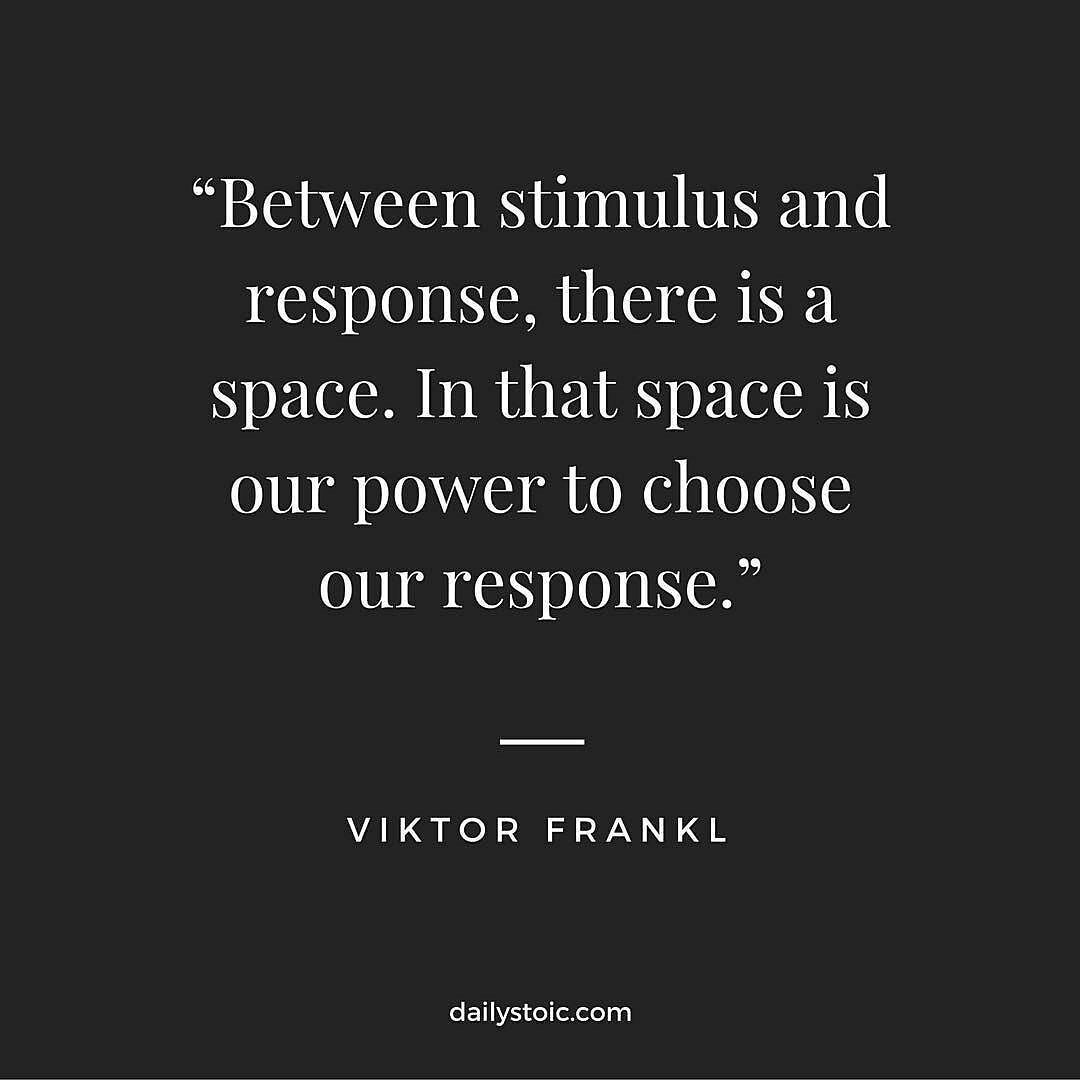 “Between stimulus and
response, there is a
space. In that space is
our power to choose
our response.”
VIKTOR FRANKL
dailystoic.com